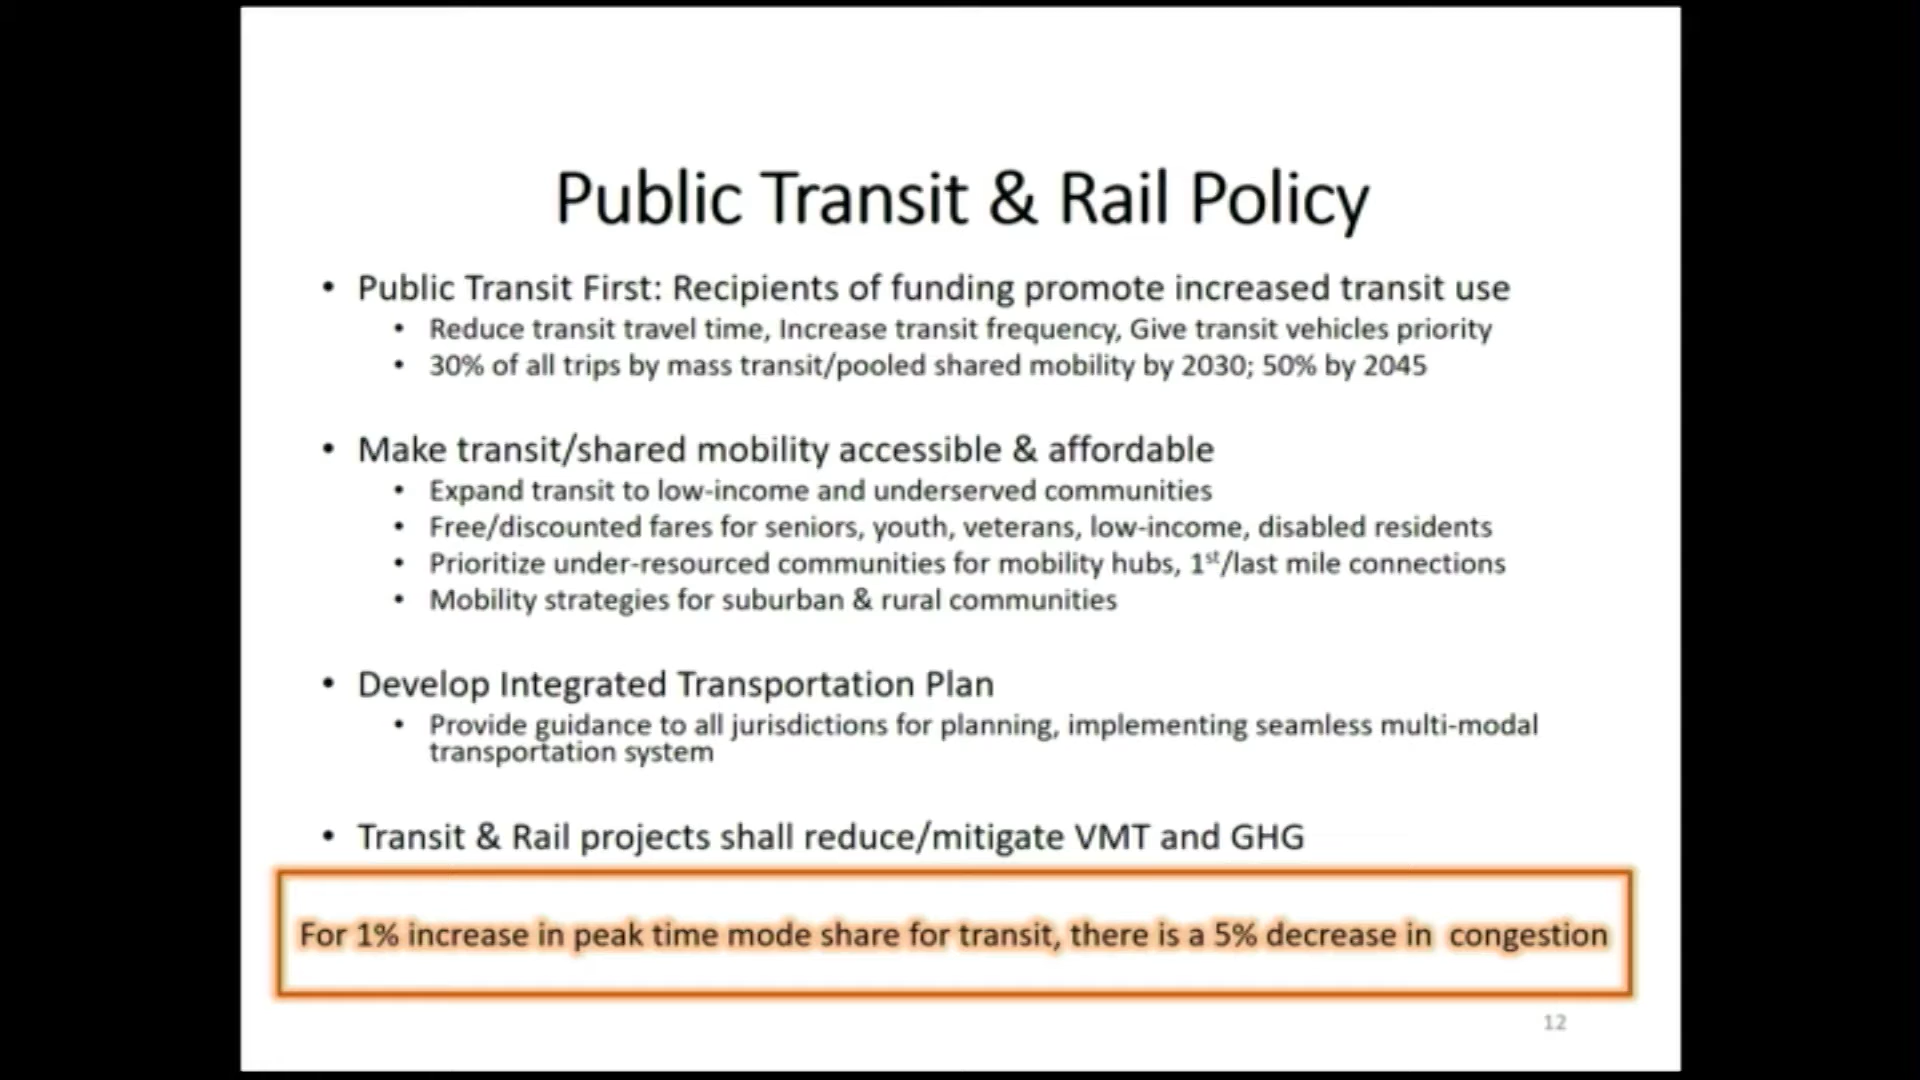 Public Transit & Rail Policy
• Public Transit First: Recipients of funding promote increased transit use
• Reduce transit travel time, Increase transit frequency, Give transit vehicles priority
• 30% of all trips by mass transit/pooled shared mobility by 2030; 50% by 2045
• Make transit/shared mobility accessible & affordable
• Expand transit to low-income and underserved communities
• Free/discounted fares for seniors, youth, veterans, low-income, disabled residents
• Prioritize under-resourced communities for mobility hubs, 1st/last mile connections
• Mobility strategies for suburban & rural communities
• Develop Integrated Transportation Plan
• Provide guidance to all jurisdictions for planning, implementing seamless multi-modal
transportation system
• Transit & Rail projects shall reduce/mitigate VMT and GHG
For 1% increase in peak time mode share for transit, there is a 5% decrease in congestion
12